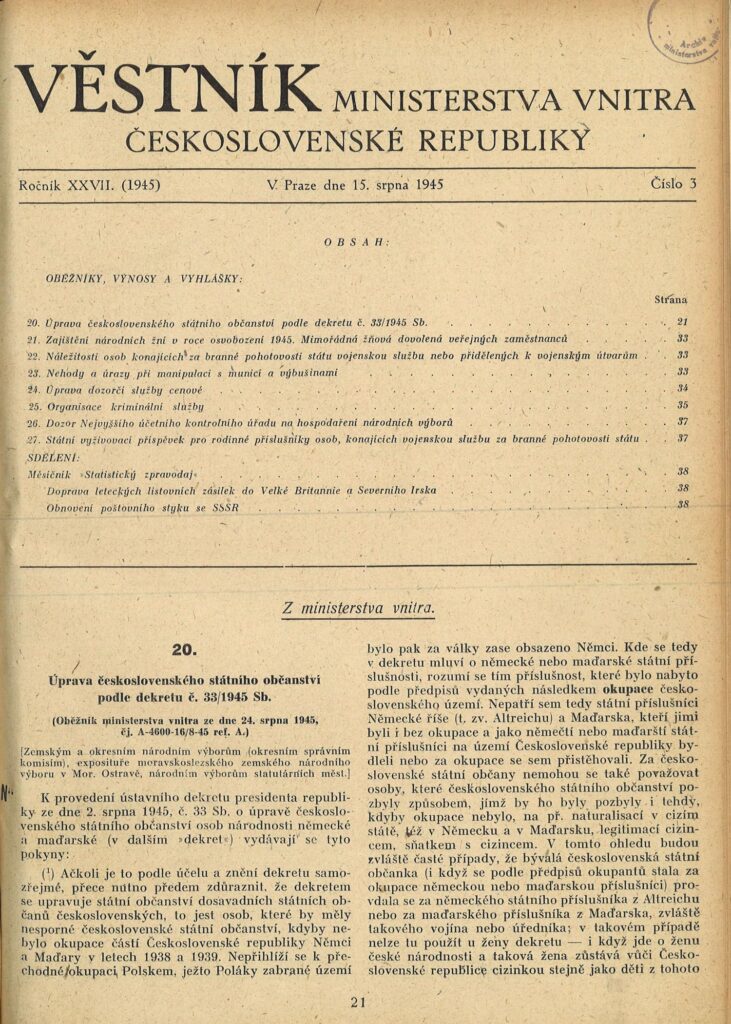 Archiv
ministerstva vnitra
VĚSTNÍK MINISTERSTVA VNITRA
ČESKOSLOVENSKÉ REPUBLIKY
Ročník XXVII. (1945) V Praze dne 15. srpna 1945 Číslo 3
OBSAH:
OBĚŽNÍKY, VÝNOSY A VYHLÁŠKY:
Strana
20. Úprava československého státního občanství podle dekretu č. 33/1945 Sb. 21
21. Zajištění národních žní v roce osvobození 1945. Mimořádná žňová dovolená veřejných zaměstnanců 33
22. Náležitosti osob konajících za branné pohotovosti státu vojenskou službu nebo přidělených k vojenským útvarům 33
23. Nehody a úrazy při manipulaci s municí a výbušinami 33
24. Úprava dozorčí služby cenové 34
25. Organisace kriminální služby 35
26. Dozor Nejvyššího účetního kontrolního úřadu na hospodaření národních výborů 37
27. Státní vyživovací příspěvek pro rodinné příslušníky osob, konajících vojenskou službu za branné pohotovosti státu 37
SDĚLENÍ:
Měsíčník »Statistický zpravodaj« 38
Doprava leteckých listovních zásilek do Velké Britannie a Severního Irska 38
Obnovení poštovního styku se SSSR 38
Z ministerstva vnitra.
20.
Úprava československého státního občanství
podle dekretu č. 33/1945 Sb.
(Oběžník ministerstva vnitra ze dne 24. srpna 1945,
čj. A-4600-16/8-45 ref. A.)
[Zemským a okresním národním výborům (okresním správním
komisím), expositуře moravskoslezského zemského národního
výboru v Mor. Ostravě, národním výborům statutárních měst.]
K provedení ústavního dekretu presidenta republi-
ky ze dne 2. srpna 1945, č. 33 Sb. o úpravě českoslo-
venského státního občanství osob národnosti německé
a maďarské (v dalším »dekret«) vydávají se tyto
pokyny:
(¹) Ačkoli je to podle účelu a znění dekretu samo-
zřejmé, přece nutno předem zdůraznit, že dekretem
se upravuje státní občanství dosavadních státních ob-
čanů československých, to jest osob, které by měly
nesporné československé státní občanství, kdyby ne-
bylo okupace částí Československé republiky Němci
a Maďary v letech 1938 a 1939. Nepřihlíží se k pře-
chodné okupaci Polskem, ježto Poláky zabrané území
bylo pak za války zase obsazeno Němci. Kde se tedy
v dekretu mluví o německé nebo maďarské státní pří-
slušnosti, rozumí se tím příslušnost, které bylo nabyto
podle předpisů vydaných následkem okupace česko-
slovenského území. Nepatří sem tedy státní příslušníci
Německé říše (t. zv. Altreichu) a Maďarska, kteří jimi
byli i bez okupace a jako němečtí nebo maďarští stát-
ní příslušníci na území Československé republiky by-
dleli nebo za okupace se sem přistěhovali. Za česko-
slovenské státní občany nemohou se také považovat
osoby, které československého státního občanství po-
zbyly způsobem, jímž by ho byly pozbyly i tehdy,
kdyby okupace nebylo, na př. naturalisací v cizím
státě, též v Německu a v Maďarsku, legitimací cizin-
cem, sňatkem s cizincem. V tomto ohledu budou
zvláště časté případy, že bývalá československá státní
občanka (i když se podle předpisů okupantů stala za
okupace německou nebo maďarskou příslušnicí) pro-
vdala se za německého státního příslušníka z Altreichu
nebo za maďarského příslušníka z Maďarska, zvláště
takového vojína nebo úředníka; v takovém případě
nelze tu použít u ženy dekretu — i když jde o ženu
české národnosti a taková žena zůstává vůči Česko-
slovenské republice cizinkou stejně jako děti z tohoto
21